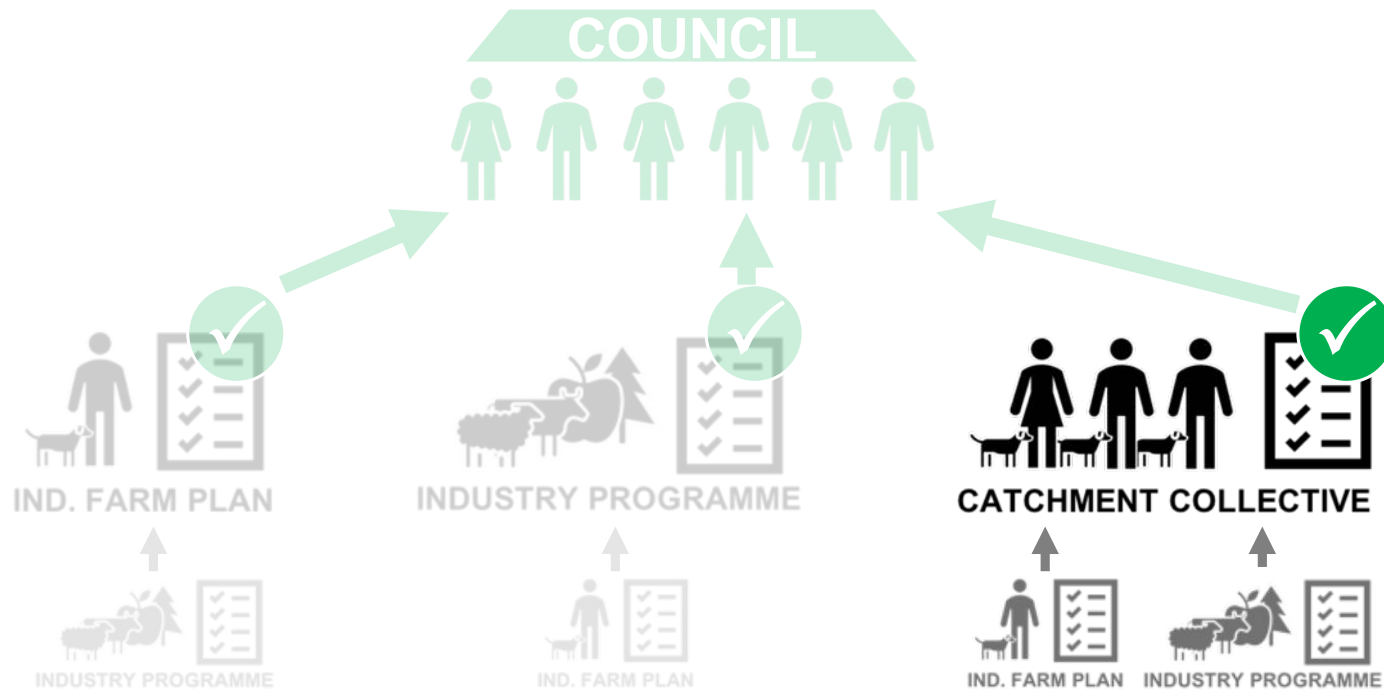 COUNCIL
IND. FARM PLAN
INDUSTRY PROGRAMME
CATCHMENT COLLECTIVE
INDUSTRY PROGRAMME
IND. FARM PLAN
IND. FARM PLAN
INDUSTRY PROGRAMME